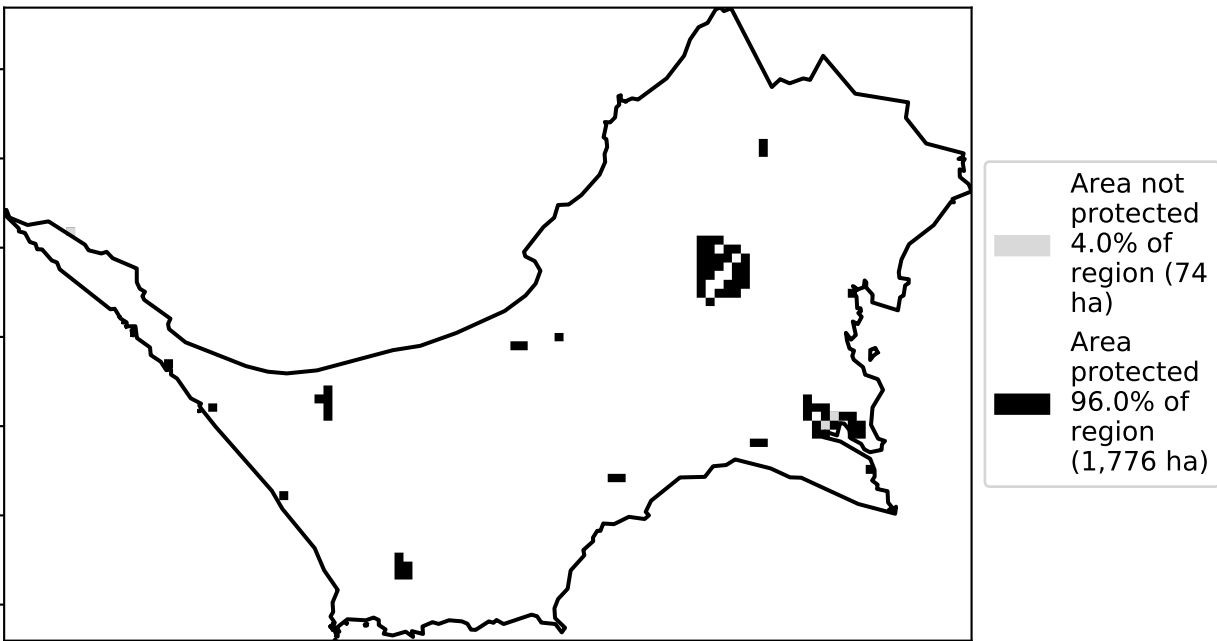 Area not
protected
4.0% of
region (74
ha)
Area
protected
96.0% of
region
(1,776 ha)